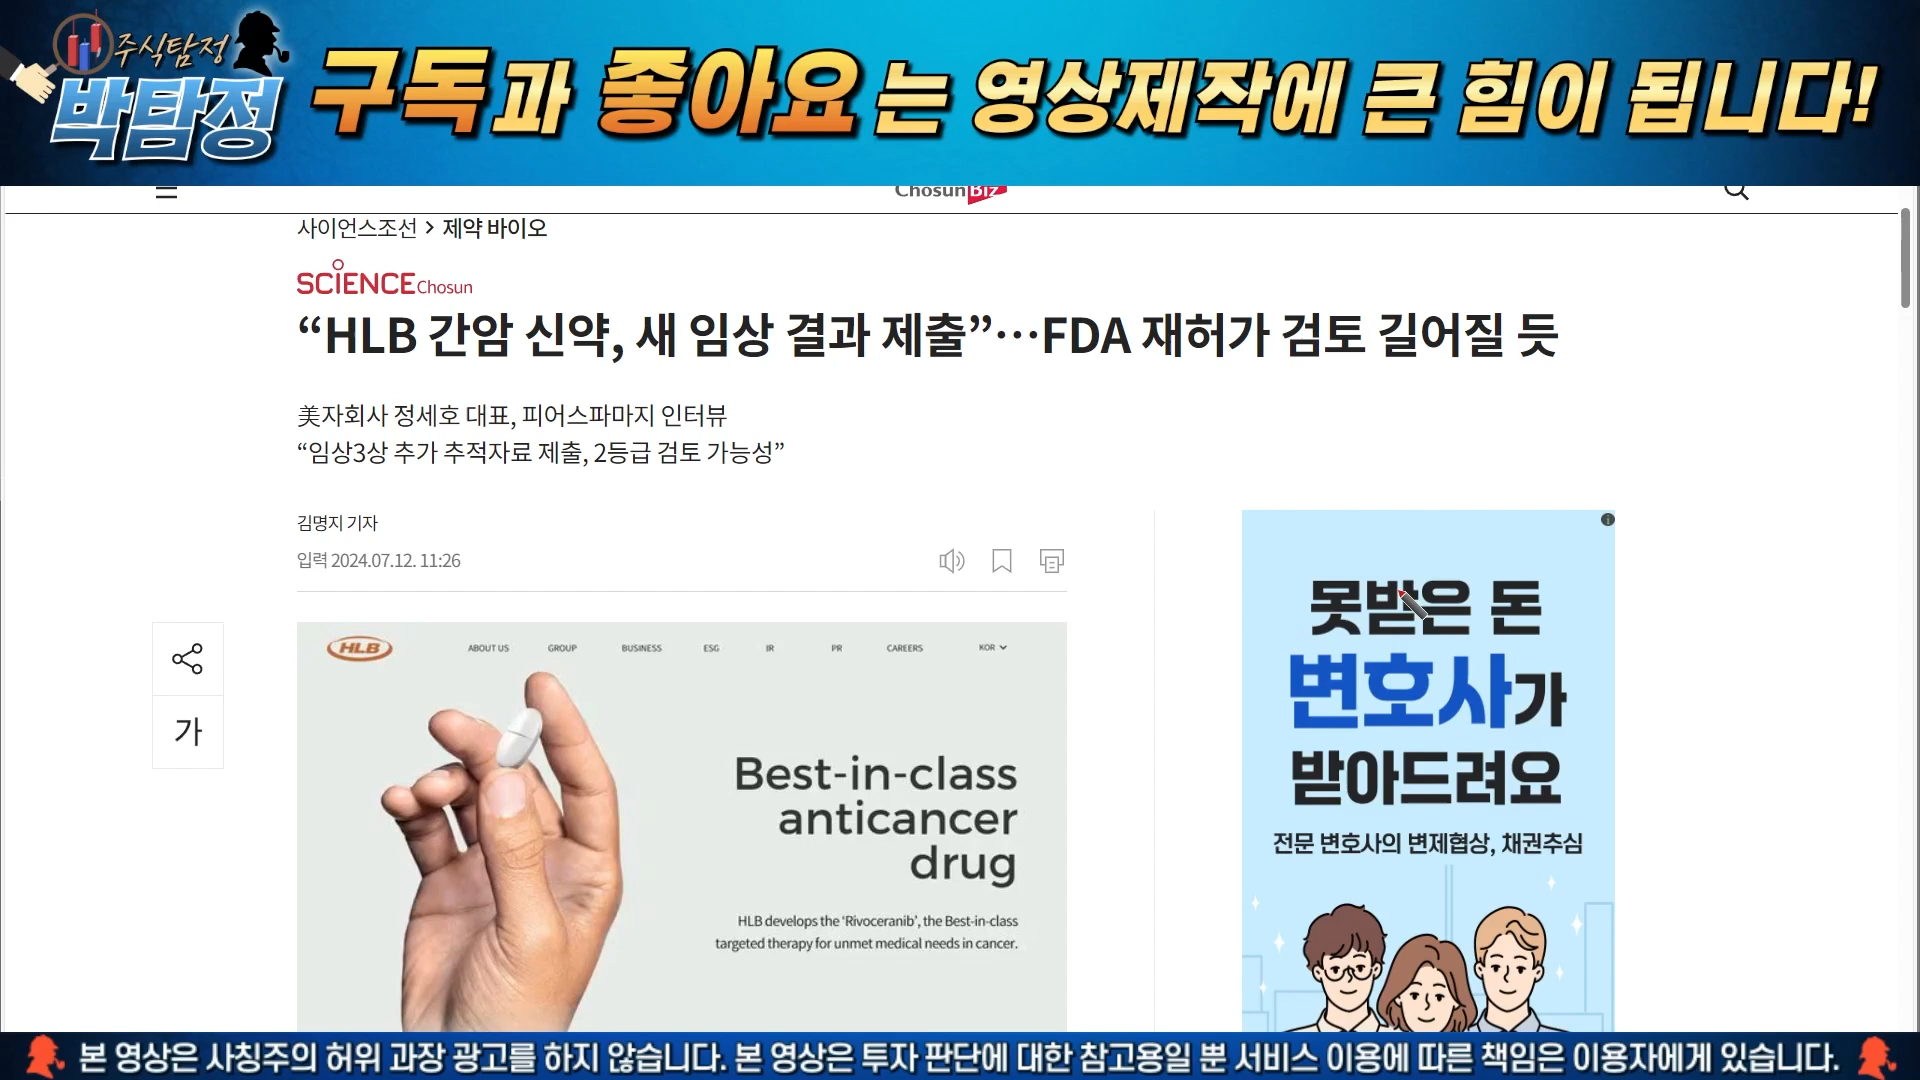 주식탐정
박탐정
구독과 좋아요는 영상제작에 큰 힘이 됩니다!
ChosunBiz
사이언스조선 > 제약 바이오
SCIENCE Chosun
“HLB 간암 신약, 새 임상 결과 제출”…FDA 재허가 검토 길어질 듯
美자회사 정세호 대표, 피어스파마지 인터뷰
“임상3상 추가 추적자료 제출, 2등급 검토 가능성”
김명지 기자
입력 2024.07.12. 11:26
가
HLB
ABOUT US GROUP BUSINESS ESG IR PR CAREERS KOR
Best-in-class
anticancer
drug
HLB develops the ‘Rivoceranib’, the Best-in-class
targeted therapy for unmet medical needs in cancer.
못받은 돈
변호사가
받아드려요
전문 변호사의 변제협상, 채권추심
본 영상은 사칭주의 허위 과장 광고를 하지 않습니다. 본 영상은 투자 판단에 대한 참고용일 뿐 서비스 이용에 따른 책임은 이용자에게 있습니다.